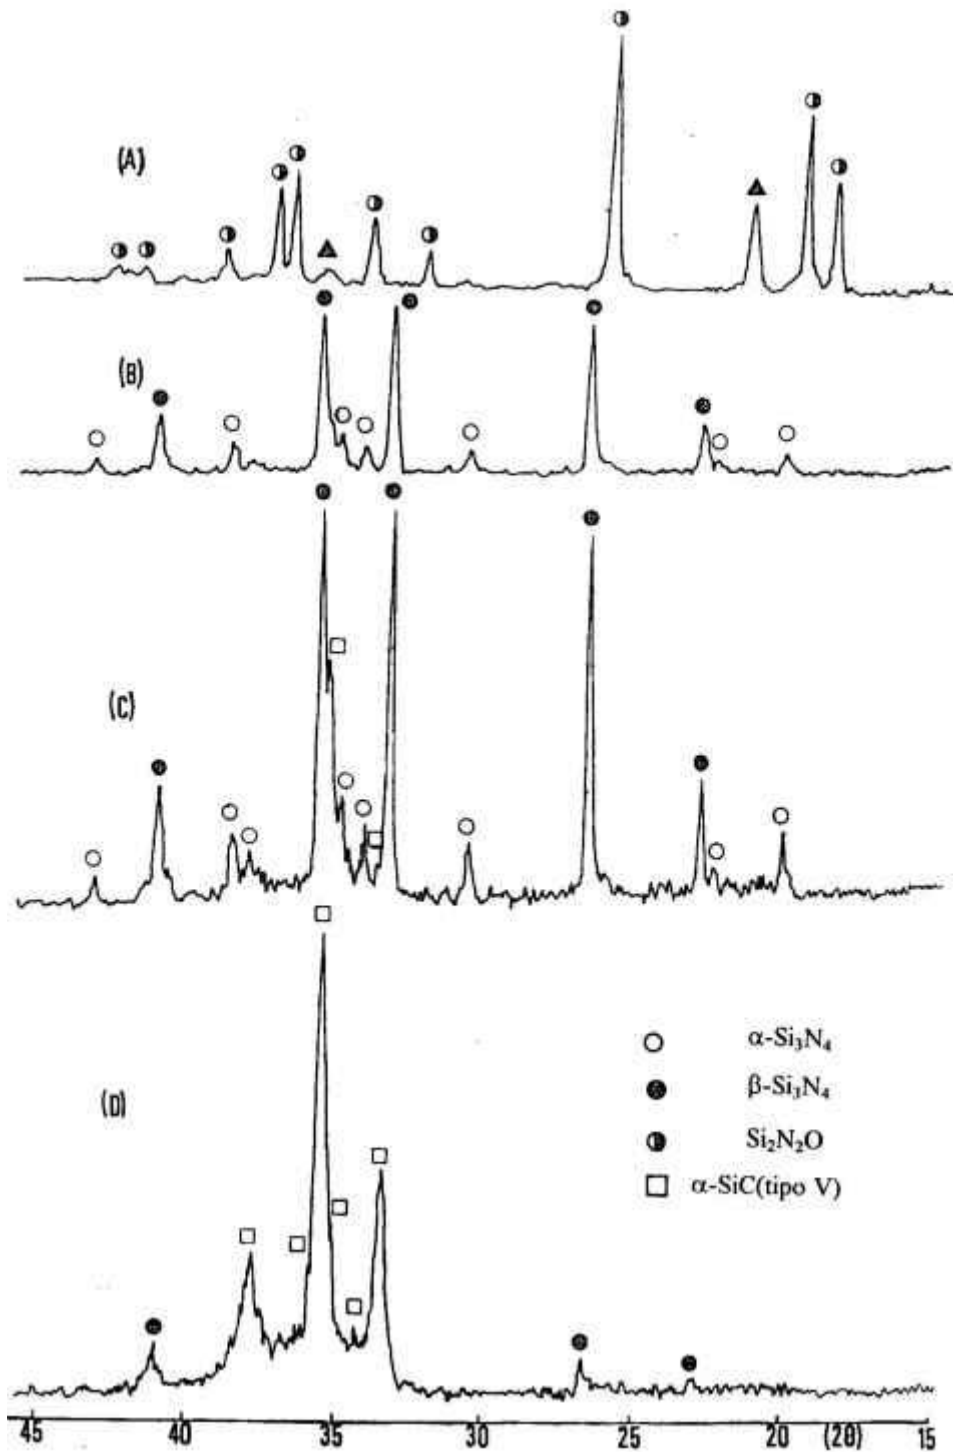 (A)
(B)
(C)
(D)
α-Si₃N₄
β-Si₃N₄
Si₂N₂O
α-SiC(tipo V)
45 40 35 30 25 20 (2θ) 15